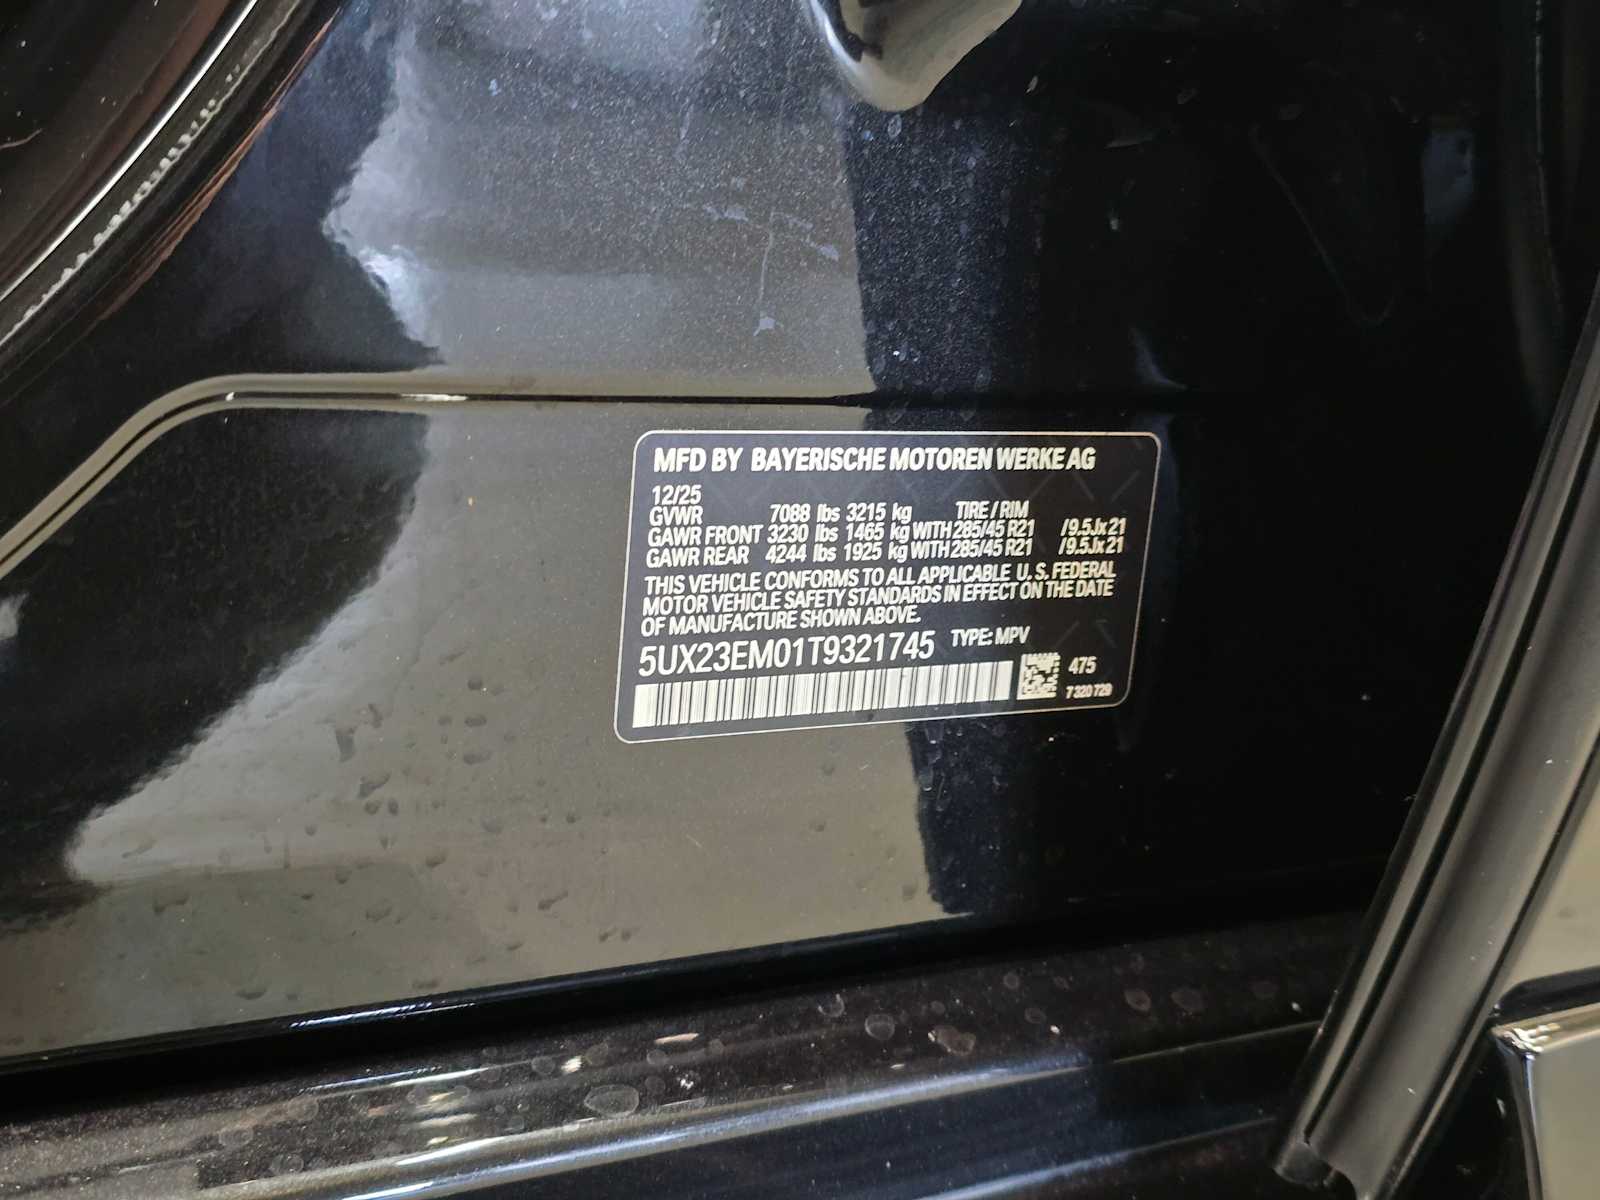 MFD BY BAYERISCHE MOTOREN WERKE AG
12/25
GVWR 7088 lbs 3215 kg TIRE / RIM
GAWR FRONT 3230 lbs 1465 kg WITH 285/45 R21 /9.5Jx21
GAWR REAR 4244 lbs 1925 kg WITH 285/45 R21 /9.5Jx21
THIS VEHICLE CONFORMS TO ALL APPLICABLE U. S. FEDERAL
MOTOR VEHICLE SAFETY STANDARDS IN EFFECT ON THE DATE
OF MANUFACTURE SHOWN ABOVE.
5UX23EM01T9321745 TYPE: MPV
475
7 320 729